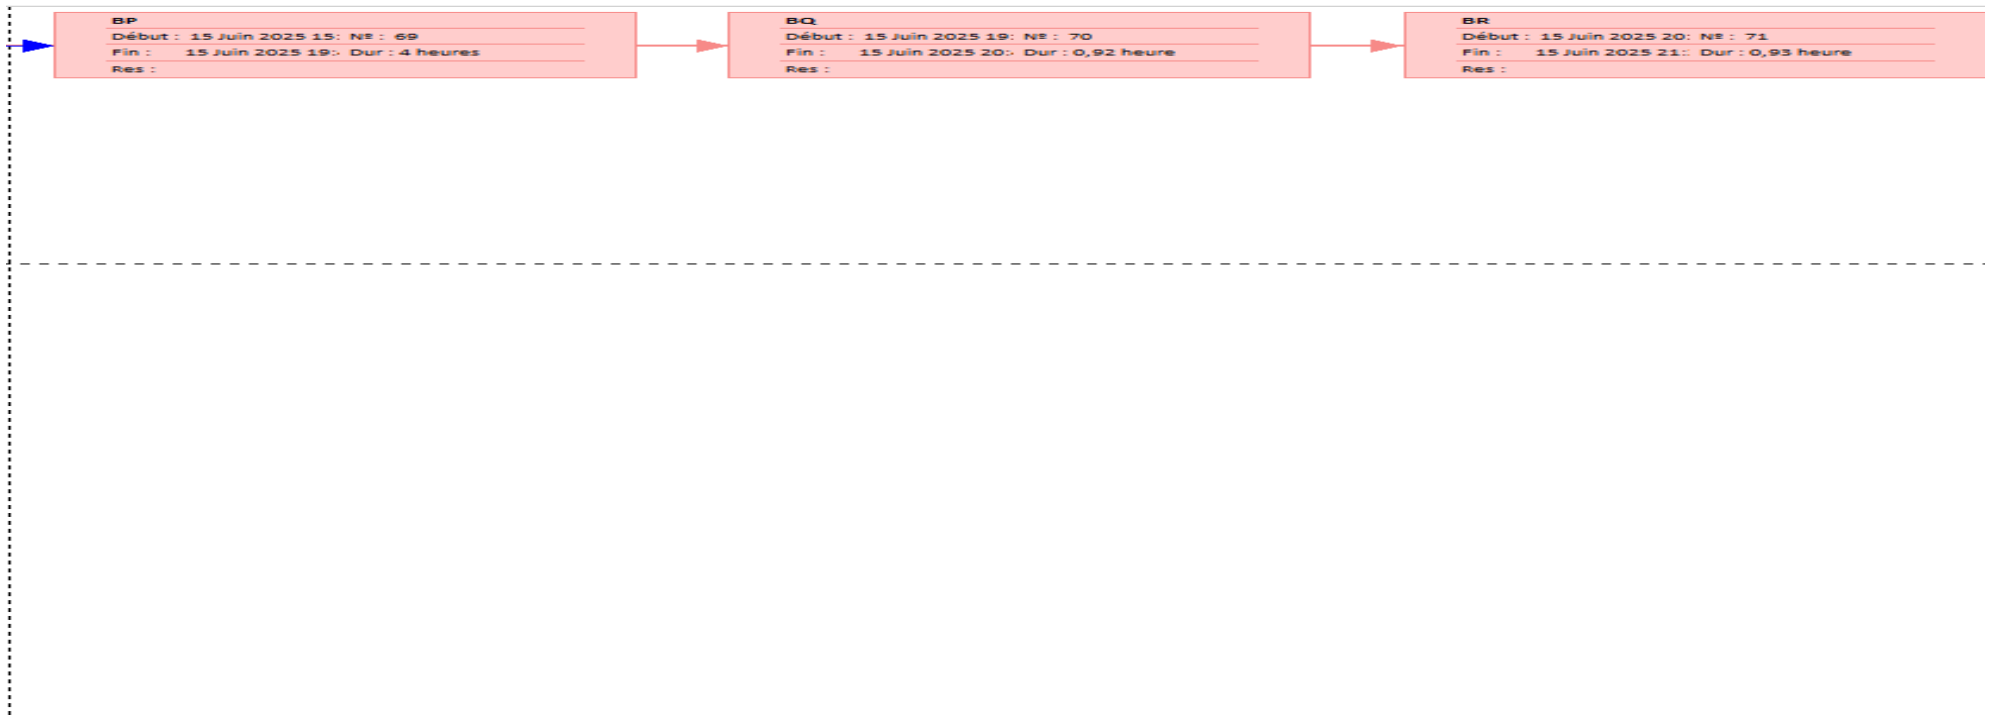 BP
Début : 15 Juin 2025 15: Nº : 69
Fin : 15 Juin 2025 19: Dur : 4 heures
Res :
BQ
Début : 15 Juin 2025 19: Nº : 70
Fin : 15 Juin 2025 20: Dur : 0,92 heure
Res :
BR
Début : 15 Juin 2025 20: Nº : 71
Fin : 15 Juin 2025 21: Dur : 0,93 heure
Res :